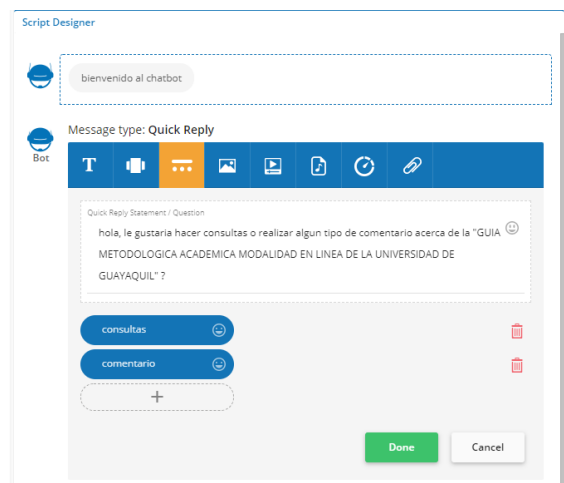 Script Designer
bienvenido al chatbot
Message type: Quick Reply
Bot
T
Quick Reply Statement / Question
hola, le gustaria hacer consultas o realizar algun tipo de comentario acerca de la "GUIA
METODOLOGICA ACADEMICA MODALIDAD EN LINEA DE LA UNIVERSIDAD DE
GUAYAQUIL" ?
consultas
comentario
+
Done Cancel